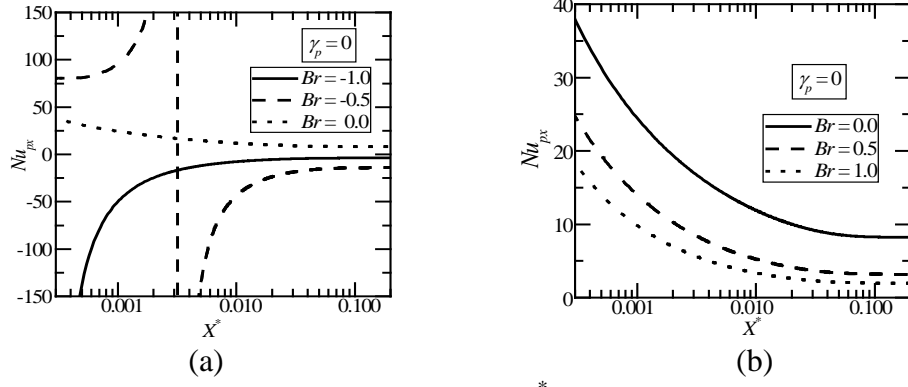 150
100
50
0
-50
-100
-150
0.001 0.010 0.100
Nu_px
X*
γ_p = 0
Br = -1.0
Br = -0.5
Br = 0.0
(a)
40
30
20
10
0
0.001 0.010 0.100
Nu_px
X*
γ_p = 0
Br = 0.0
Br = 0.5
Br = 1.0
(b)
*